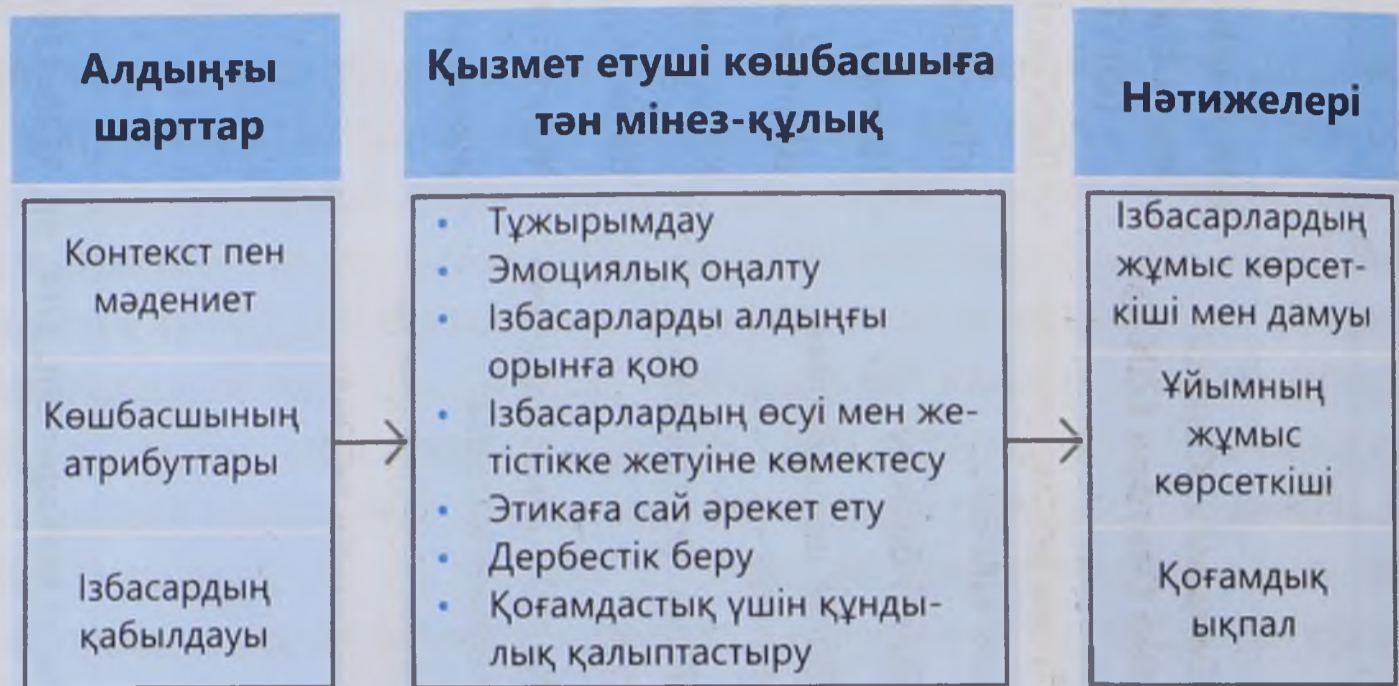 Алдыңғы
шарттар
Контекст пен
мәдениет
Көшбасшының
атрибуттары
Ізбасардың
қабылдауы
Қызмет етуші көшбасшыға
тән мінез-құлық
• Тұжырымдау
• Эмоциялық оңалту
• Ізбасарларды алдыңғы
орынға қою
• Ізбасарлардың өсуі мен же-
тістікке жетуіне көмектесу
• Этикаға сай әрекет ету
• Дербестік беру
• Қоғамдастық үшін құнды-
лық қалыптастыру
Нәтижелері
Ізбасарлардың
жұмыс көрсет-
кіші мен дамуы
Ұйымның
жұмыс
көрсеткіші
Қоғамдық
ықпал